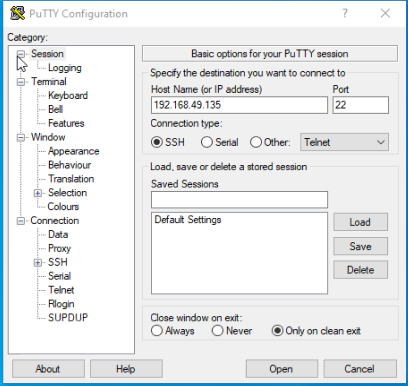 PuTTY Configuration
Category:
Session
Logging
Terminal
Keyboard
Bell
Features
Window
Appearance
Behaviour
Translation
Selection
Colours
Connection
Data
Proxy
SSH
Serial
Telnet
Rlogin
SUPDUP
Basic options for your PuTTY session
Specify the destination you want to connect to
Host Name (or IP address) Port
192.168.49.135 22
Connection type:
SSH Serial Other: Telnet
Load, save or delete a stored session
Saved Sessions
Default Settings
Load
Save
Delete
Close window on exit:
Always Never Only on clean exit
About Help Open Cancel